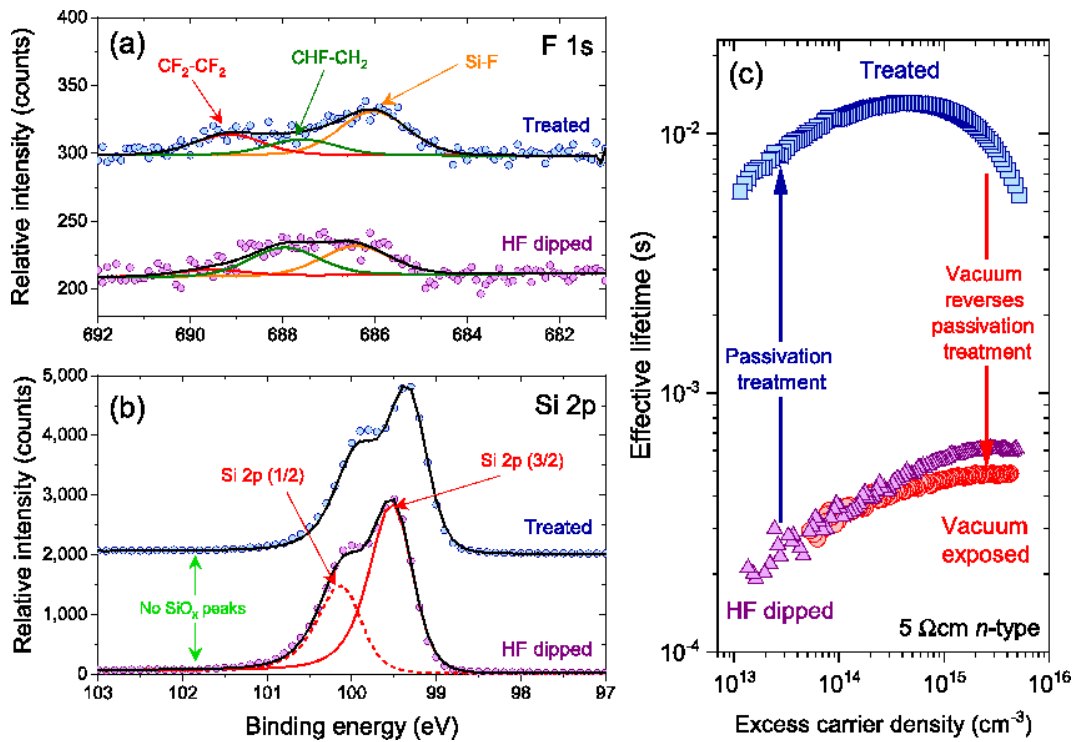 (a)
F 1s
CF₂-CF₂
CHF-CH₂
Si-F
Treated
HF dipped
Relative intensity (counts)
400
350
300
250
200
692
690
688
686
684
682
(b)
Si 2p
Si 2p (1/2)
Si 2p (3/2)
Treated
No SiOₓ peaks
HF dipped
Relative intensity (counts)
5,000
4,000
3,000
2,000
1,000
0
103
102
101
100
99
98
97
Binding energy (eV)
(c)
Treated
Passivation
treatment
Vacuum
reverses
passivation
treatment
Vacuum
exposed
HF dipped
5 Ωcm n-type
Effective lifetime (s)
10⁻²
10⁻³
10⁻⁴
10¹³
10¹⁴
10¹⁵
10¹⁶
Excess carrier density (cm⁻³)